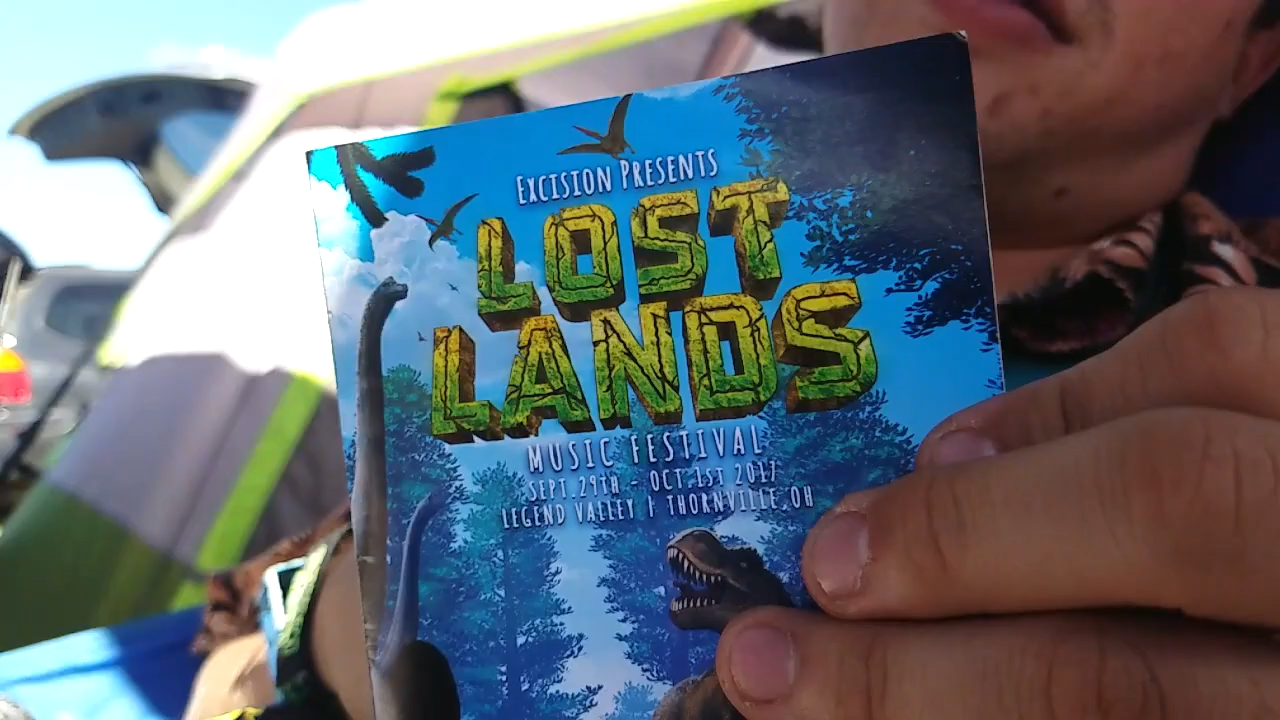 EXCISION PRESENTS
LOST
LANDS
MUSIC FESTIVAL
SEPT.29TH - OCT.1ST 2017
LEGEND VALLEY | THORNVILLE, OH